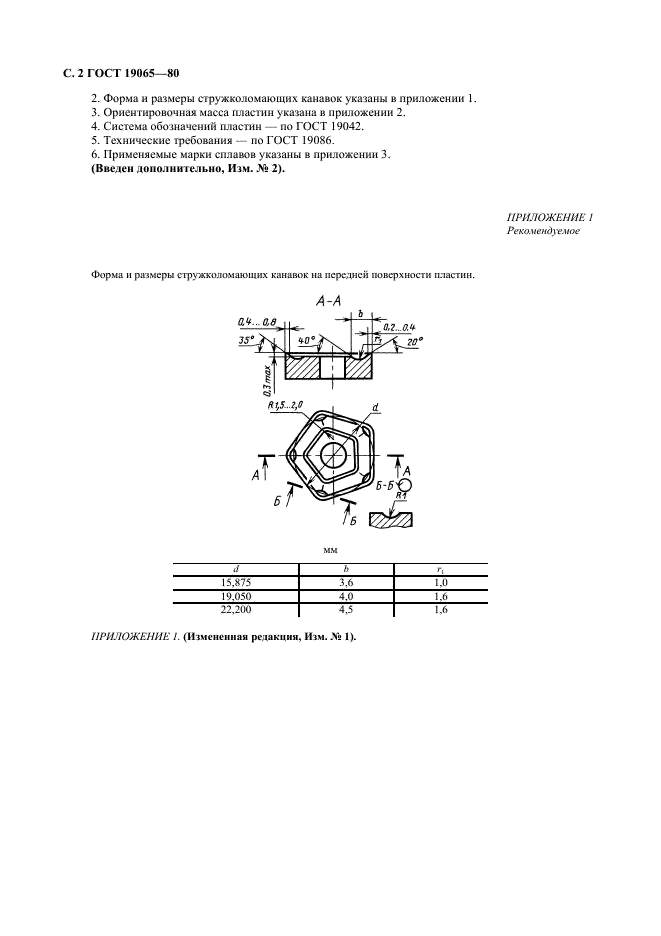 С. 2 ГОСТ 19065—80
2. Форма и размеры стружколомающих канавок указаны в приложении 1.
3. Ориентировочная масса пластин указана в приложении 2.
4. Система обозначений пластин — по ГОСТ 19042.
5. Технические требования — по ГОСТ 19086.
6. Применяемые марки сплавов указаны в приложении 3.
(Введен дополнительно, Изм. № 2).
ПРИЛОЖЕНИЕ 1
Рекомендуемое
Форма и размеры стружколомающих канавок на передней поверхности пластин.
А-А
b
0,4...0,8
0,2...0.4
35°
40°
r1
20°
0,3 max
R1,5...2,0
d
А
А
Б-Б
Б
Б
R1
мм
d b r1
15,875 3,6 1,0
19,050 4,0 1,6
22,200 4,5 1,6
ПРИЛОЖЕНИЕ 1. (Измененная редакция, Изм. № 1).